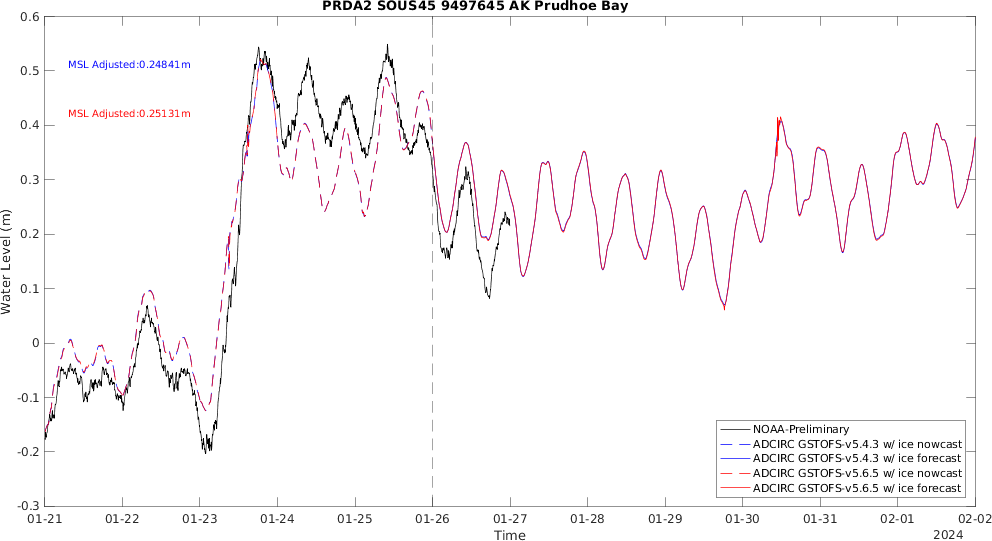 PRDA2 SOUS45 9497645 AK Prudhoe Bay
0.6
0.5
0.4
0.3
0.2
0.1
0
-0.1
-0.2
-0.3
Water Level (m)
MSL Adjusted:0.24841m
MSL Adjusted:0.25131m
NOAA-Preliminary
ADCIRC GSTOFS-v5.4.3 w/ ice nowcast
ADCIRC GSTOFS-v5.4.3 w/ ice forecast
ADCIRC GSTOFS-v5.6.5 w/ ice nowcast
ADCIRC GSTOFS-v5.6.5 w/ ice forecast
01-21 01-22 01-23 01-24 01-25 01-26 01-27 01-28 01-29 01-30 01-31 02-01 02-02
Time
2024